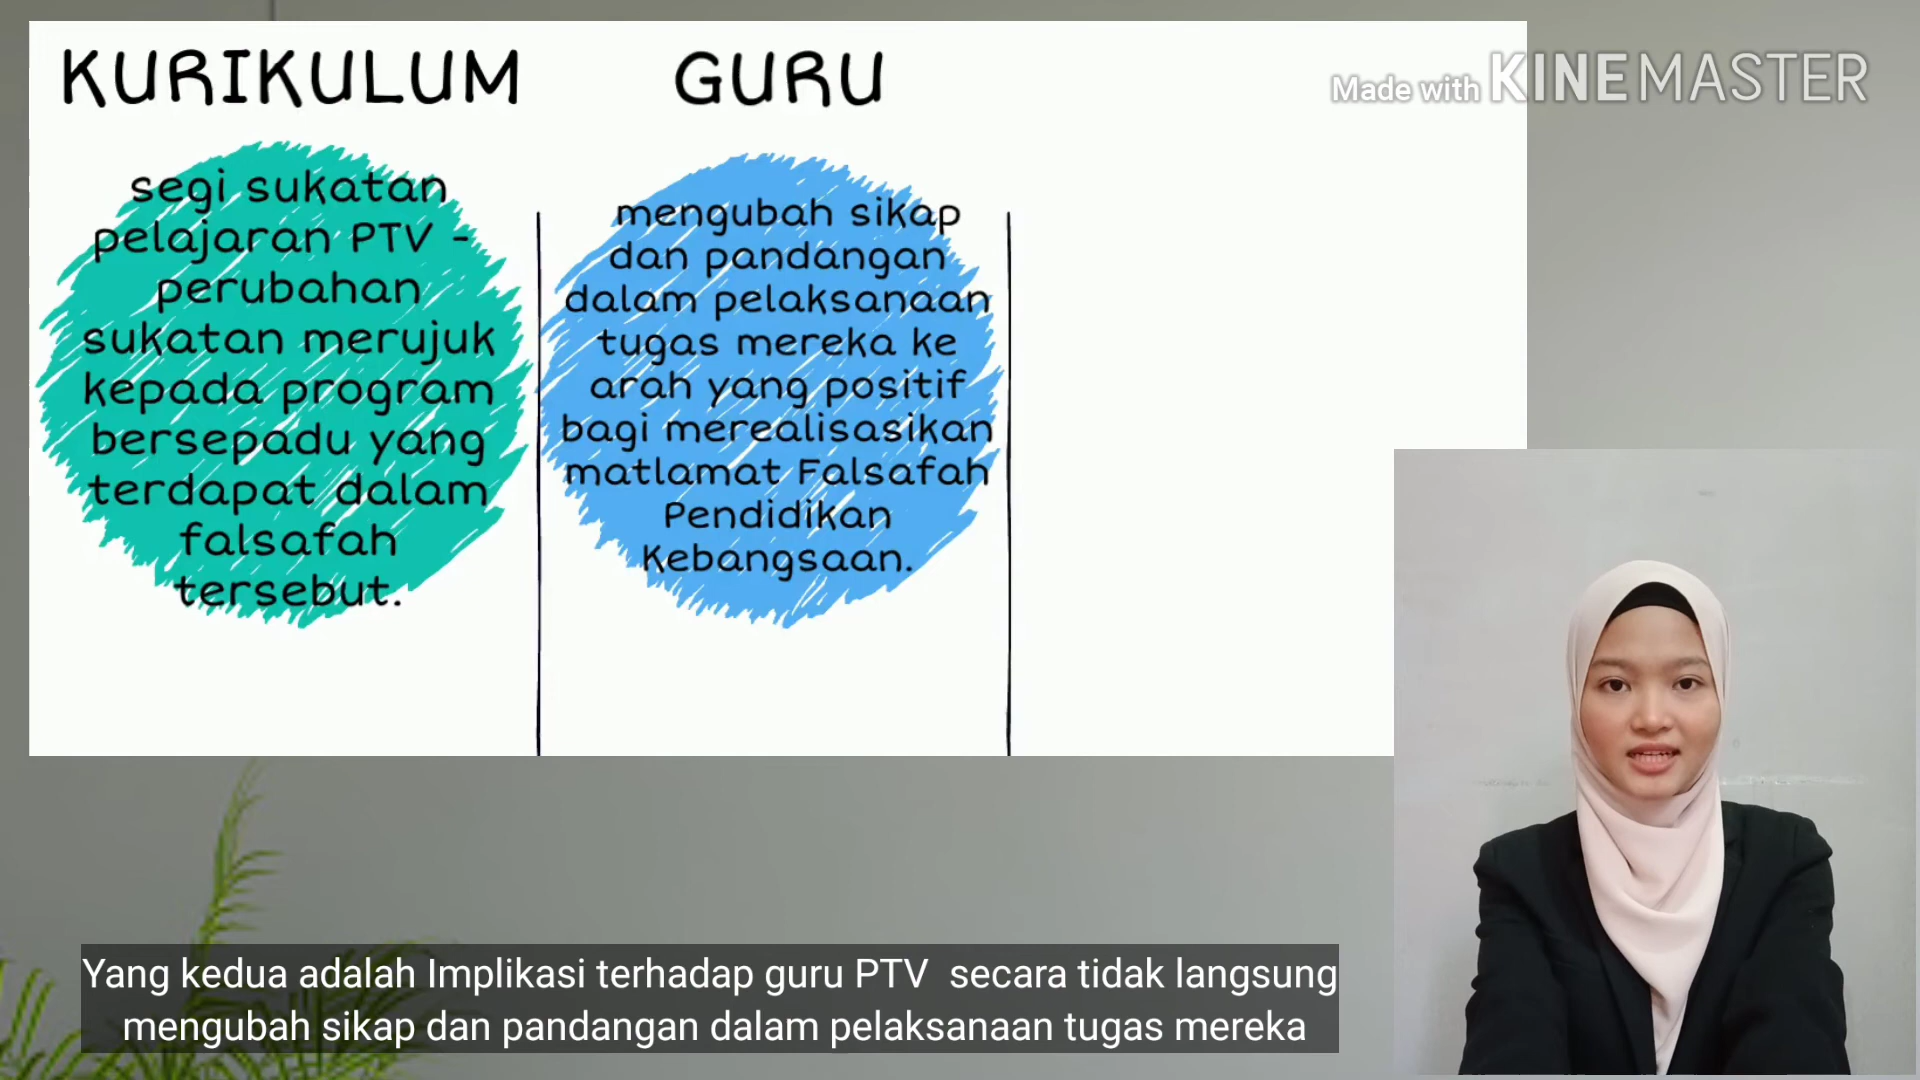 KURIKULUM
segi sukatan
pelajaran PTV -
perubahan
sukatan merujuk
kepada program
bersepadu yang
terdapat dalam
falsafah
tersebut.
GURU
mengubah sikap
dan pandangan
dalam pelaksanaan
tugas mereka ke
arah yang positif
bagi merealisasikan
matlamat Falsafah
Pendidikan
Kebangsaan.
Made with KINEMASTER
Yang kedua adalah Implikasi terhadap guru PTV secara tidak langsung
mengubah sikap dan pandangan dalam pelaksanaan tugas mereka